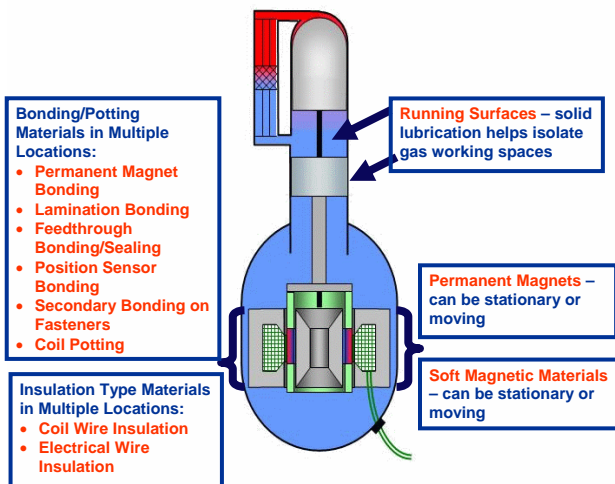 Bonding/Potting
Materials in Multiple
Locations:
• Permanent Magnet
Bonding
• Lamination Bonding
• Feedthrough
Bonding/Sealing
• Position Sensor
Bonding
• Secondary Bonding on
Fasteners
• Coil Potting
Insulation Type Materials
in Multiple Locations:
• Coil Wire Insulation
• Electrical Wire
Insulation
Running Surfaces – solid
lubrication helps isolate
gas working spaces
Permanent Magnets –
can be stationary or
moving
Soft Magnetic Materials
– can be stationary or
moving